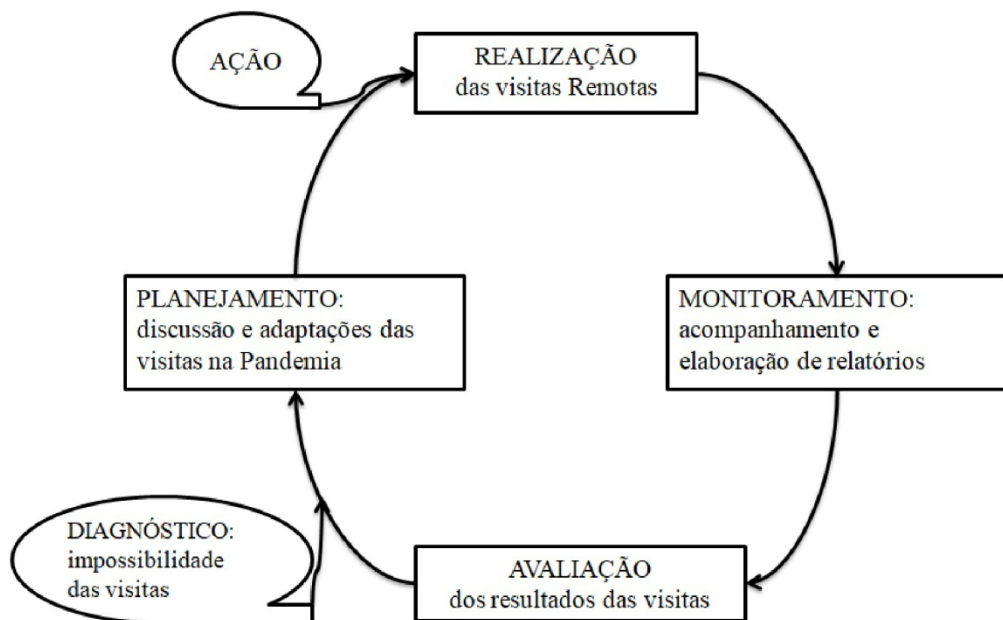 AÇÃO
REALIZAÇÃO
das visitas Remotas
PLANEJAMENTO:
discussão e adaptações das
visitas na Pandemia
MONITORAMENTO:
acompanhamento e
elaboração de relatórios
DIAGNÓSTICO:
impossibilidade
das visitas
AVALIAÇÃO
dos resultados das visitas